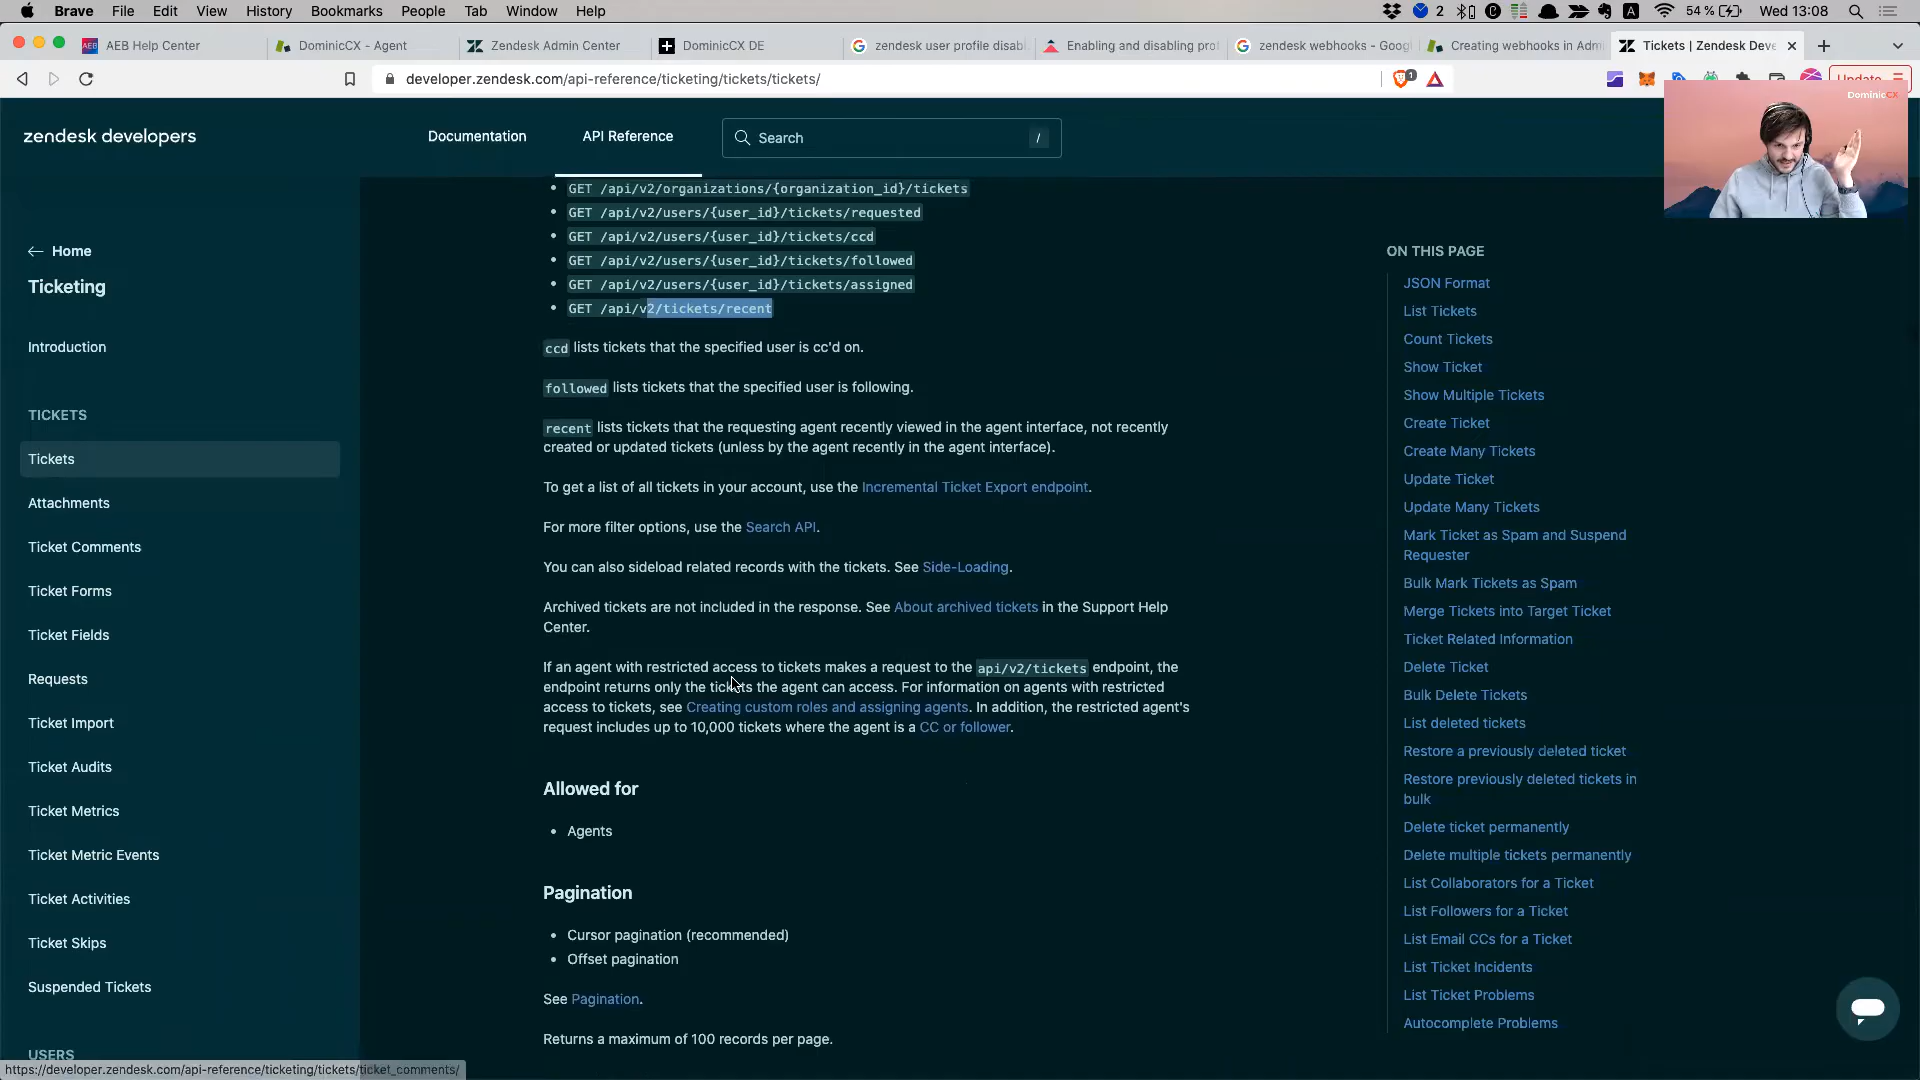 Brave File Edit View History Bookmarks People Tab Window Help 2 A 54 % Wed 13:08
AEB AEB Help Center DominicCX - Agent Zendesk Admin Center DominicCX DE zendesk user profile disabl Enabling and disabling prof zendesk webhooks - Googl Creating webhooks in Adm Tickets | Zendesk Deve
developer.zendesk.com/api-reference/ticketing/tickets/tickets/ 1 Update
DominicCX
zendesk developers Documentation API Reference Search /
GET /api/v2/organizations/{organization_id}/tickets
GET /api/v2/users/{user_id}/tickets/requested
GET /api/v2/users/{user_id}/tickets/ccd
GET /api/v2/users/{user_id}/tickets/followed
GET /api/v2/users/{user_id}/tickets/assigned
GET /api/v2/tickets/recent
ccd lists tickets that the specified user is cc'd on.
followed lists tickets that the specified user is following.
recent lists tickets that the requesting agent recently viewed in the agent interface, not recently
created or updated tickets (unless by the agent recently in the agent interface).
To get a list of all tickets in your account, use the Incremental Ticket Export endpoint.
For more filter options, use the Search API.
You can also sideload related records with the tickets. See Side-Loading.
Archived tickets are not included in the response. See About archived tickets in the Support Help
Center.
If an agent with restricted access to tickets makes a request to the api/v2/tickets endpoint, the
endpoint returns only the tickets the agent can access. For information on agents with restricted
access to tickets, see Creating custom roles and assigning agents. In addition, the restricted agent's
request includes up to 10,000 tickets where the agent is a CC or follower.
Allowed for
Agents
Pagination
Cursor pagination (recommended)
Offset pagination
See Pagination.
Returns a maximum of 100 records per page.
Home
Ticketing
Introduction
TICKETS
Tickets
Attachments
Ticket Comments
Ticket Forms
Ticket Fields
Requests
Ticket Import
Ticket Audits
Ticket Metrics
Ticket Metric Events
Ticket Activities
Ticket Skips
Suspended Tickets
USERS
https://developer.zendesk.com/api-reference/ticketing/tickets/ticket_comments/
ON THIS PAGE
JSON Format
List Tickets
Count Tickets
Show Ticket
Show Multiple Tickets
Create Ticket
Create Many Tickets
Update Ticket
Update Many Tickets
Mark Ticket as Spam and Suspend
Requester
Bulk Mark Tickets as Spam
Merge Tickets into Target Ticket
Ticket Related Information
Delete Ticket
Bulk Delete Tickets
List deleted tickets
Restore a previously deleted ticket
Restore previously deleted tickets in
bulk
Delete ticket permanently
Delete multiple tickets permanently
List Collaborators for a Ticket
List Followers for a Ticket
List Email CCs for a Ticket
List Ticket Incidents
List Ticket Problems
Autocomplete Problems